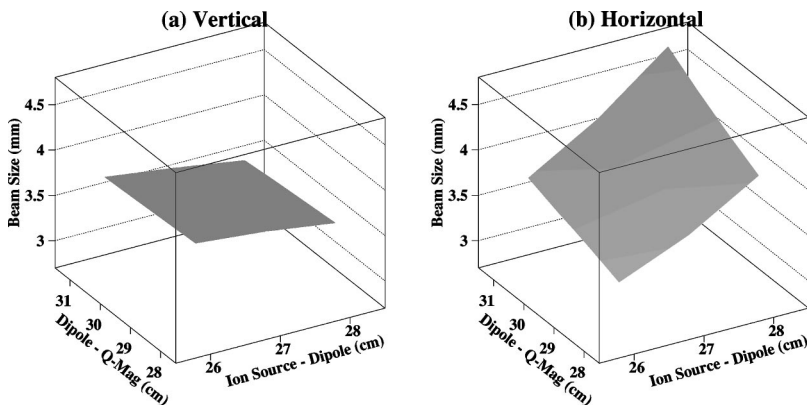 (a) Vertical
4.5
4
3.5
3
Beam Size (mm)
31
30
29
28
Dipole - Q-Mag (cm)
26
27
28
Ion Source - Dipole (cm)
(b) Horizontal
4.5
4
3.5
3
Beam Size (mm)
31
30
29
28
Dipole - Q-Mag (cm)
26
27
28
Ion Source - Dipole (cm)